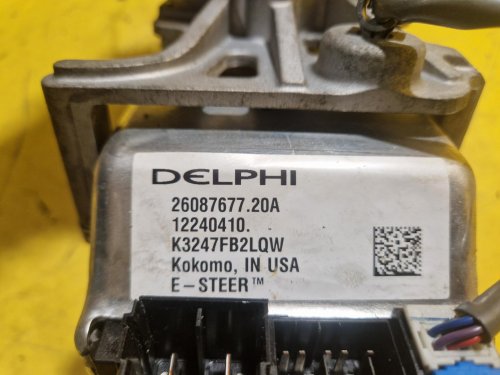 DELPHI
26087677.20A
12240410.
K3247FB2LQW
Kokomo, IN USA
E-STEER™